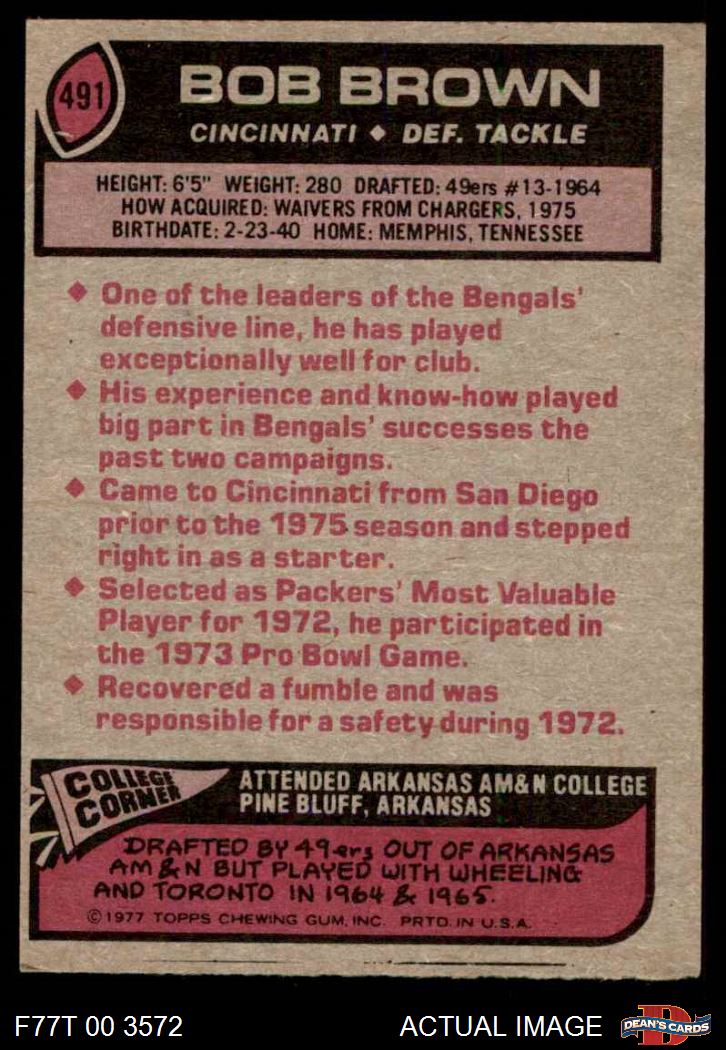 491
BOB BROWN
CINCINNATI ♦ DEF. TACKLE
HEIGHT: 6'5" WEIGHT: 280 DRAFTED: 49ers #13-1964
HOW ACQUIRED: WAIVERS FROM CHARGERS, 1975
BIRTHDATE: 2-23-40 HOME: MEMPHIS, TENNESSEE
♦ One of the leaders of the Bengals'
defensive line, he has played
exceptionally well for club.
♦ His experience and know-how played
big part in Bengals' successes the
past two campaigns.
♦ Came to Cincinnati from San Diego
prior to the 1975 season and stepped
right in as a starter.
♦ Selected as Packers' Most Valuable
Player for 1972, he participated in
the 1973 Pro Bowl Game.
♦ Recovered a fumble and was
responsible for a safety during 1972.
COLLEGE
CORNER
ATTENDED ARKANSAS AM&N COLLEGE
PINE BLUFF, ARKANSAS
DRAFTED BY 49ers OUT OF ARKANSAS
AM&N BUT PLAYED WITH WHEELING
AND TORONTO IN 1964 & 1965.
©1977 TOPPS CHEWING GUM, INC. PRTD. IN U.S.A.
F77T 00 3572
ACTUAL IMAGE
D
DEAN'S CARDS